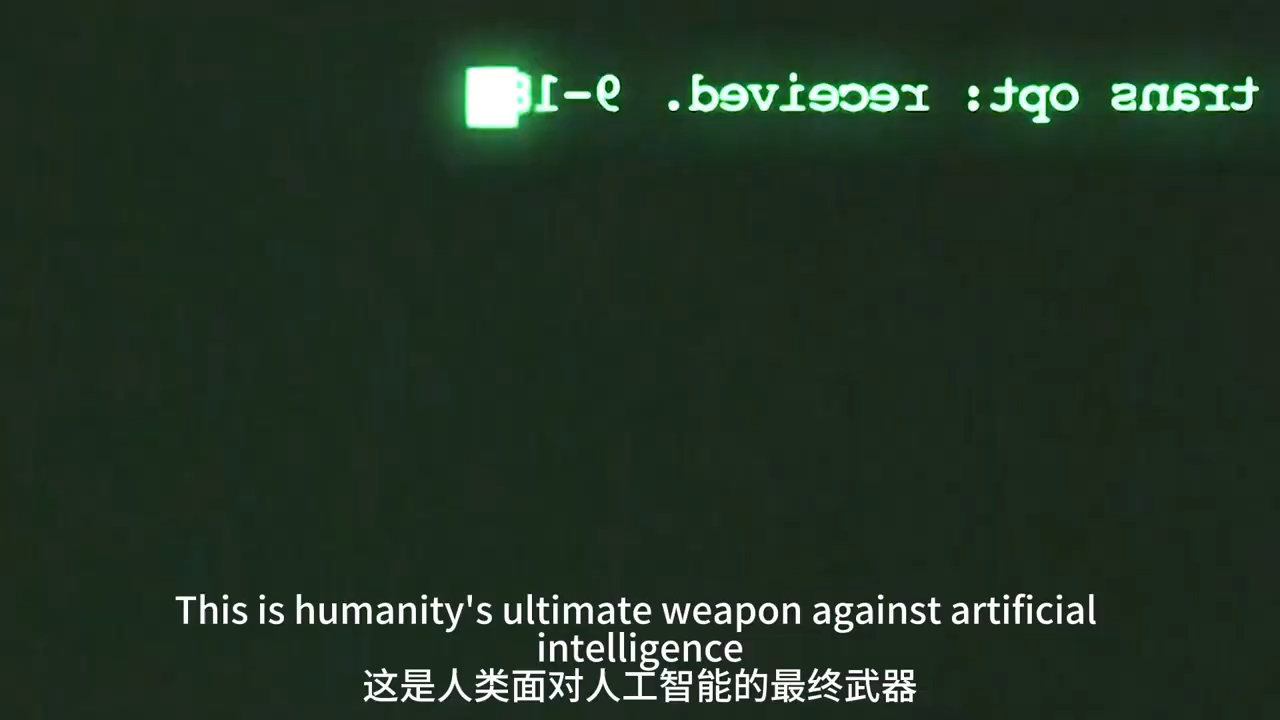 trans opt: received. 9-18
This is humanity's ultimate weapon against artificial
intelligence
这是人类面对人工智能的最终武器